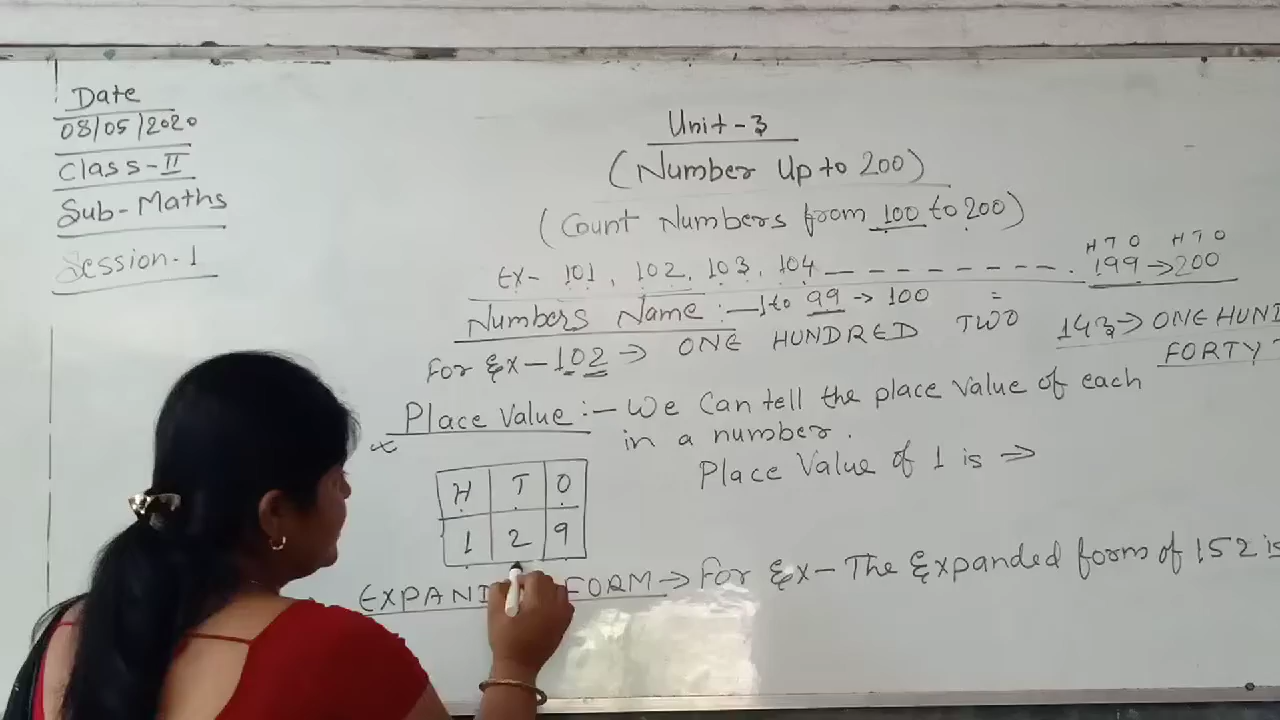 Date
08/05/2020
Class-II
Sub-Maths
Session-1
Unit-3
(Number Up to 200)
(Count Numbers from 100 to 200)
H T O H T O
Ex- 101, 102, 103, 104 - - - - - - - - . 199 → 200
Numbers Name :- 1 to 99 → 100
For Ex - 102 → ONE HUNDRED TWO
143 → ONE HUND
FORTY
Place Value :- We Can tell the place value of each
in a number.
Place Value of 1 is ⇒
H T O
1 2 9
FORM → For Ex - The Expanded form of 152 is